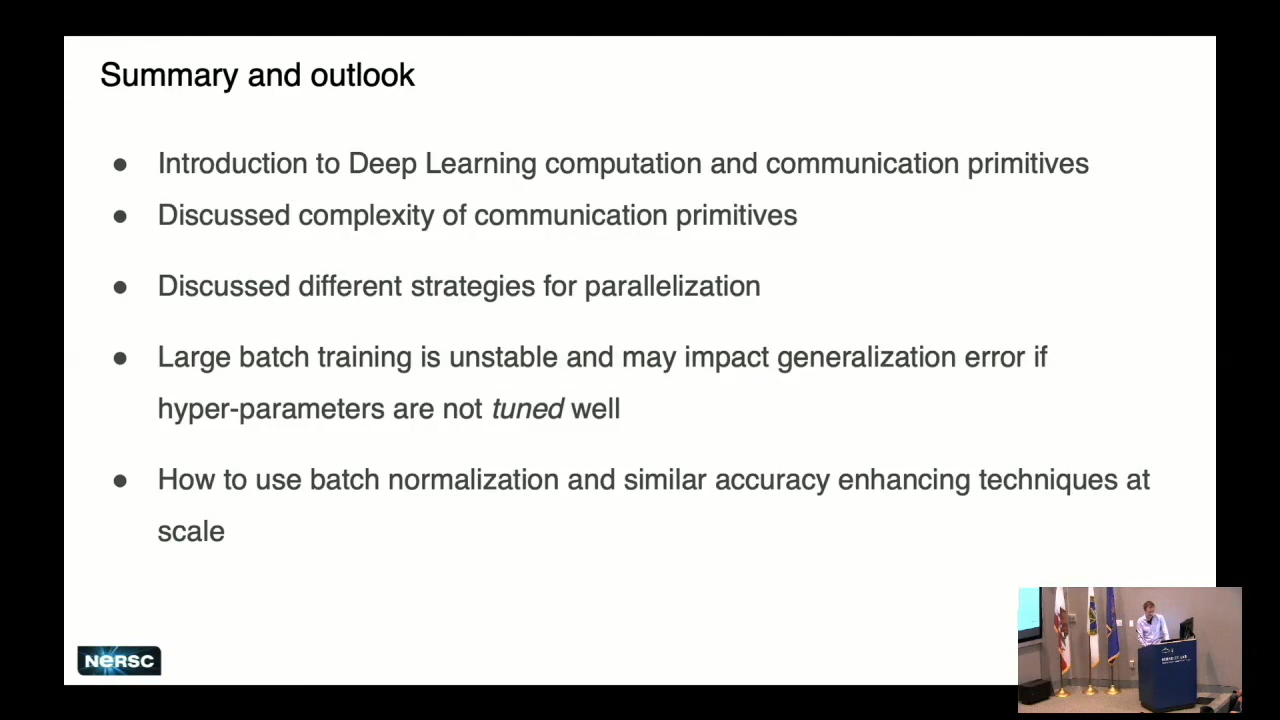 Summary and outlook
● Introduction to Deep Learning computation and communication primitives
● Discussed complexity of communication primitives
● Discussed different strategies for parallelization
● Large batch training is unstable and may impact generalization error if
hyper-parameters are not tuned well
● How to use batch normalization and similar accuracy enhancing techniques at
scale
NERSC